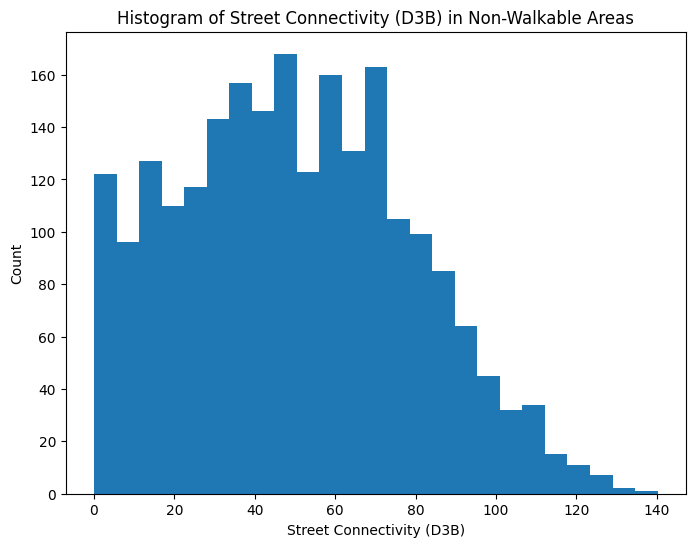 Histogram of Street Connectivity (D3B) in Non-Walkable Areas
160
140
120
100
80
60
40
20
0
Count
0 20 40 60 80 100 120 140
Street Connectivity (D3B)